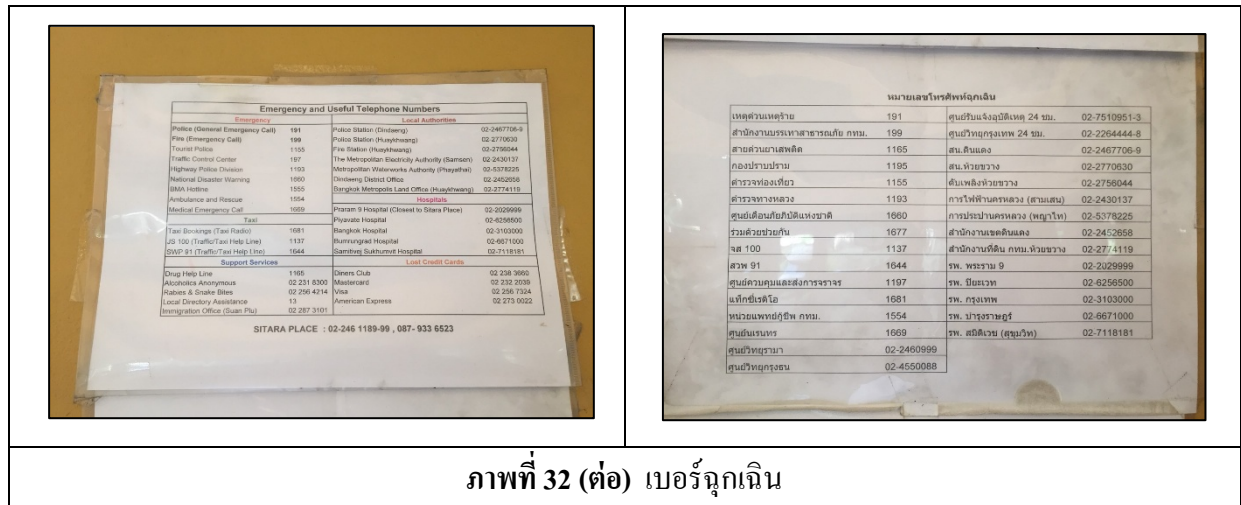 Emergency and Useful Telephone Numbers
Emergency Local Authorities
Police (General Emergency Call) 191 Police Station (Dindaeng) 02-2467706-9
Fire (Emergency Call) 199 Police Station (Huaykhwang) 02-2770630
Tourist Police 1155 Fire Station (Huaykhwang) 02-2756044
Traffic Control Center 197 The Metropolitan Electricity Authority (Samsen) 02-2430137
Highway Police Division 1193 Metropolitan Waterworks Authority (Phayathai) 02-5378225
National Disaster Warning 1860 Dindaeng District Office 02-2452658
BMA Hotline 1555 Bangkok Metropolis Land Office (Huaykhwang) 02-2774119
Ambulance and Rescue 1554 Hospitals
Medical Emergency Call 1669 Praram 9 Hospital (Closest to Sitara Place) 02-2029999
Taxi Piyavate Hospital 02-6256500
Taxi Bookings (Taxi Radio) 1681 Bangkok Hospital 02-3103000
JS 100 (Traffic/Taxi Help Line) 1137 Bumrungrad Hospital 02-6671000
SWP 91 (Traffic/Taxi Help Line) 1644 Samitivej Sukhumvit Hospital 02-7118181
Support Services Lost Credit Cards
Drug Help Line 1165 Diners Club 02 238 3660
Alcoholics Anonymous 02 231 8300 Mastercard 02 232 2039
Rabies & Snake Bites 02 256 4214 Visa 02 256 7324
Local Directory Assistance 13 American Express 02 273 0022
Immigration Office (Suan Plu) 02 287 3101
SITARA PLACE : 02-246 1189-99 , 087- 933 6523
หมายเลขโทรศัพท์ฉุกเฉิน
เหตุด่วนเหตุร้าย 191 ศูนย์รับแจ้งอุบัติเหตุ 24 ชม. 02-7510951-3
สำนักงานบรรเทาสาธารณภัย กทม. 199 ศูนย์วิทยุกรุงเทพ 24 ชม. 02-2264444-8
สายด่วนยาเสพติด 1165 สน.ดินแดง 02-2467706-9
กองปราบปราม 1195 สน.ห้วยขวาง 02-2770630
ตำรวจท่องเที่ยว 1155 ดับเพลิงห้วยขวาง 02-2756044
ตำรวจทางหลวง 1193 การไฟฟ้านครหลวง (สามเสน) 02-2430137
ศูนย์เตือนภัยภิบัติแห่งชาติ 1660 การประปานครหลวง (พญาไท) 02-5378225
ร่วมด้วยช่วยกัน 1677 สำนักงานเขตดินแดง 02-2452658
จส 100 1137 สำนักงานที่ดิน กทม.ห้วยขวาง 02-2774119
สวพ 91 1644 รพ. พระราม 9 02-2029999
ศูนย์ควบคุมและสั่งการจราจร 1197 รพ. ปิยะเวท 02-6256500
แท็กซี่เรดิโอ 1681 รพ. กรุงเทพ 02-3103000
หน่วยแพทย์กู้ชีพ กทม. 1554 รพ. บำรุงราษฎร์ 02-6671000
ศูนย์นเรนทร 1669 รพ. สมิติเวช (สุขุมวิท) 02-7118181
ศูนย์วิทยุรามา 02-2460999
ศูนย์วิทยุกรุงธน 02-4550088
ภาพที่ 32 (ต่อ) เบอร์ฉุกเฉิน